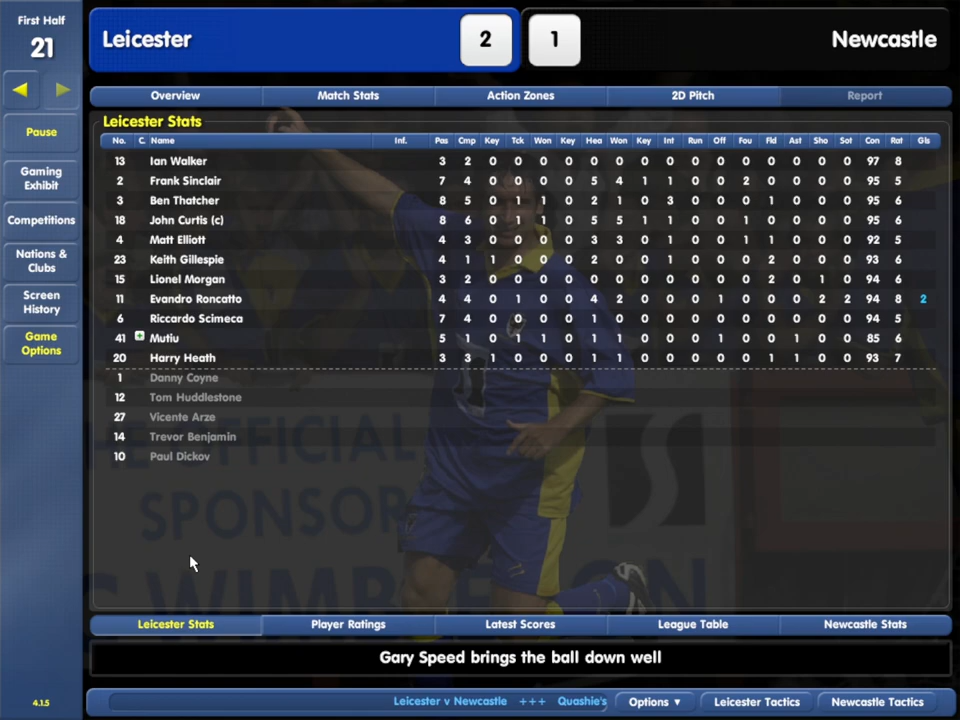 First Half
21
Leicester 2 1 Newcastle
Overview Match Stats Action Zones 2D Pitch Report
Pause
Gaming
Exhibit
Competitions
Nations &
Clubs
Screen
History
Game
Options
4.1.5
Leicester Stats
No. C. Name Inf. Pas Cmp Key Tck Won Key Hea Won Key Int Run Off Fou Fld Ast Sho Sot Con Rat Gls
13 Ian Walker 3 2 0 0 0 0 0 0 0 0 0 0 0 0 0 0 0 97 8
2 Frank Sinclair 7 4 0 0 0 0 5 4 1 1 0 0 2 0 0 0 0 95 5
3 Ben Thatcher 8 5 0 1 1 0 2 1 0 3 0 0 0 1 0 0 0 95 6
18 John Curtis (c) 8 6 0 1 1 0 5 5 1 1 0 0 1 0 0 0 0 95 6
4 Matt Elliott 4 3 0 0 0 0 3 3 0 1 0 0 1 1 0 0 0 92 5
23 Keith Gillespie 4 1 1 0 0 0 2 0 0 1 0 0 0 2 0 0 0 93 6
15 Lionel Morgan 3 2 0 0 0 0 0 0 0 0 0 0 0 2 0 1 0 94 6
11 Evandro Roncatto 4 4 0 1 0 0 4 2 0 0 0 1 0 0 0 2 2 94 8 2
6 Riccardo Scimeca 7 4 0 0 0 0 1 0 0 0 0 0 0 0 0 0 0 94 5
41 Mutiu 5 1 0 1 1 0 1 1 0 0 0 1 0 0 1 0 0 85 6
20 Harry Heath 3 3 1 0 0 0 1 1 0 0 0 0 0 1 1 0 0 93 7
1 Danny Coyne
12 Tom Huddlestone
27 Vicente Arze
14 Trevor Benjamin
10 Paul Dickov
THE OFFICIAL
SPONSOR
WIMBLEDON
Leicester Stats Player Ratings Latest Scores League Table Newcastle Stats
Gary Speed brings the ball down well
Leicester v Newcastle +++ Quashie's Options ▼ Leicester Tactics Newcastle Tactics